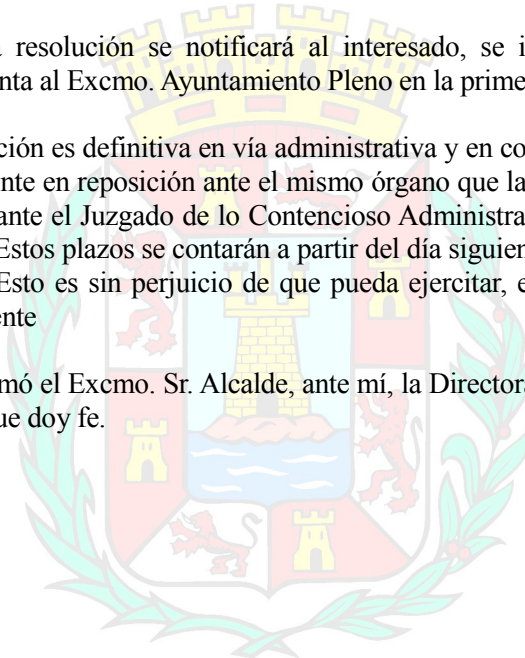 resolución se notificará al interesado, se
nta al Excmo. Ayuntamiento Pleno en la prime
ción es definitiva en vía administrativa y en co
nte en reposición ante el mismo órgano que la
ante el Juzgado de lo Contencioso Administra
Estos plazos se contarán a partir del día siguien
Esto es sin perjuicio de que pueda ejercitar, e
ente
mó el Excmo. Sr. Alcalde, ante mí, la Directora
ue doy fe.